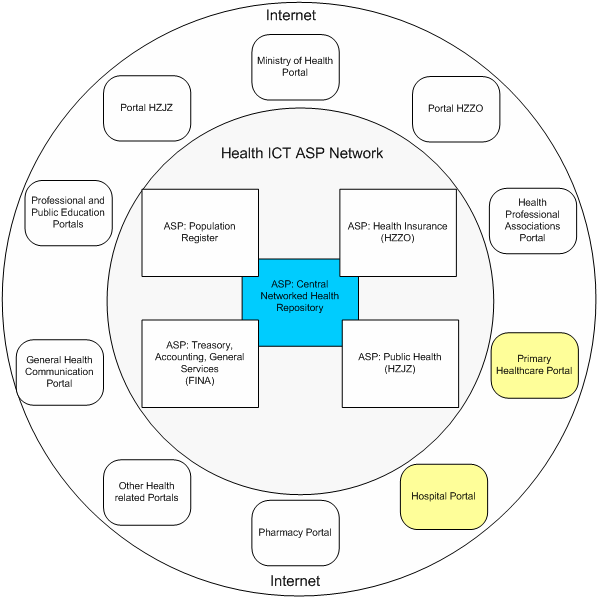 Internet
Ministry of Health
Portal
Portal HZJZ
Portal HZZO
Health ICT ASP Network
Professional and
Public Education
Portals
ASP: Population
Register
ASP: Health Insurance
(HZZO)
Health
Professional
Associations
Portal
ASP: Central
Networked Health
Repository
ASP: Treasury,
Accounting, General
Services
(FINA)
ASP: Public Health
(HZJZ)
General Health
Communication
Portal
Primary
Healthcare Portal
Other Health
related Portals
Hospital Portal
Pharmacy Portal
Internet